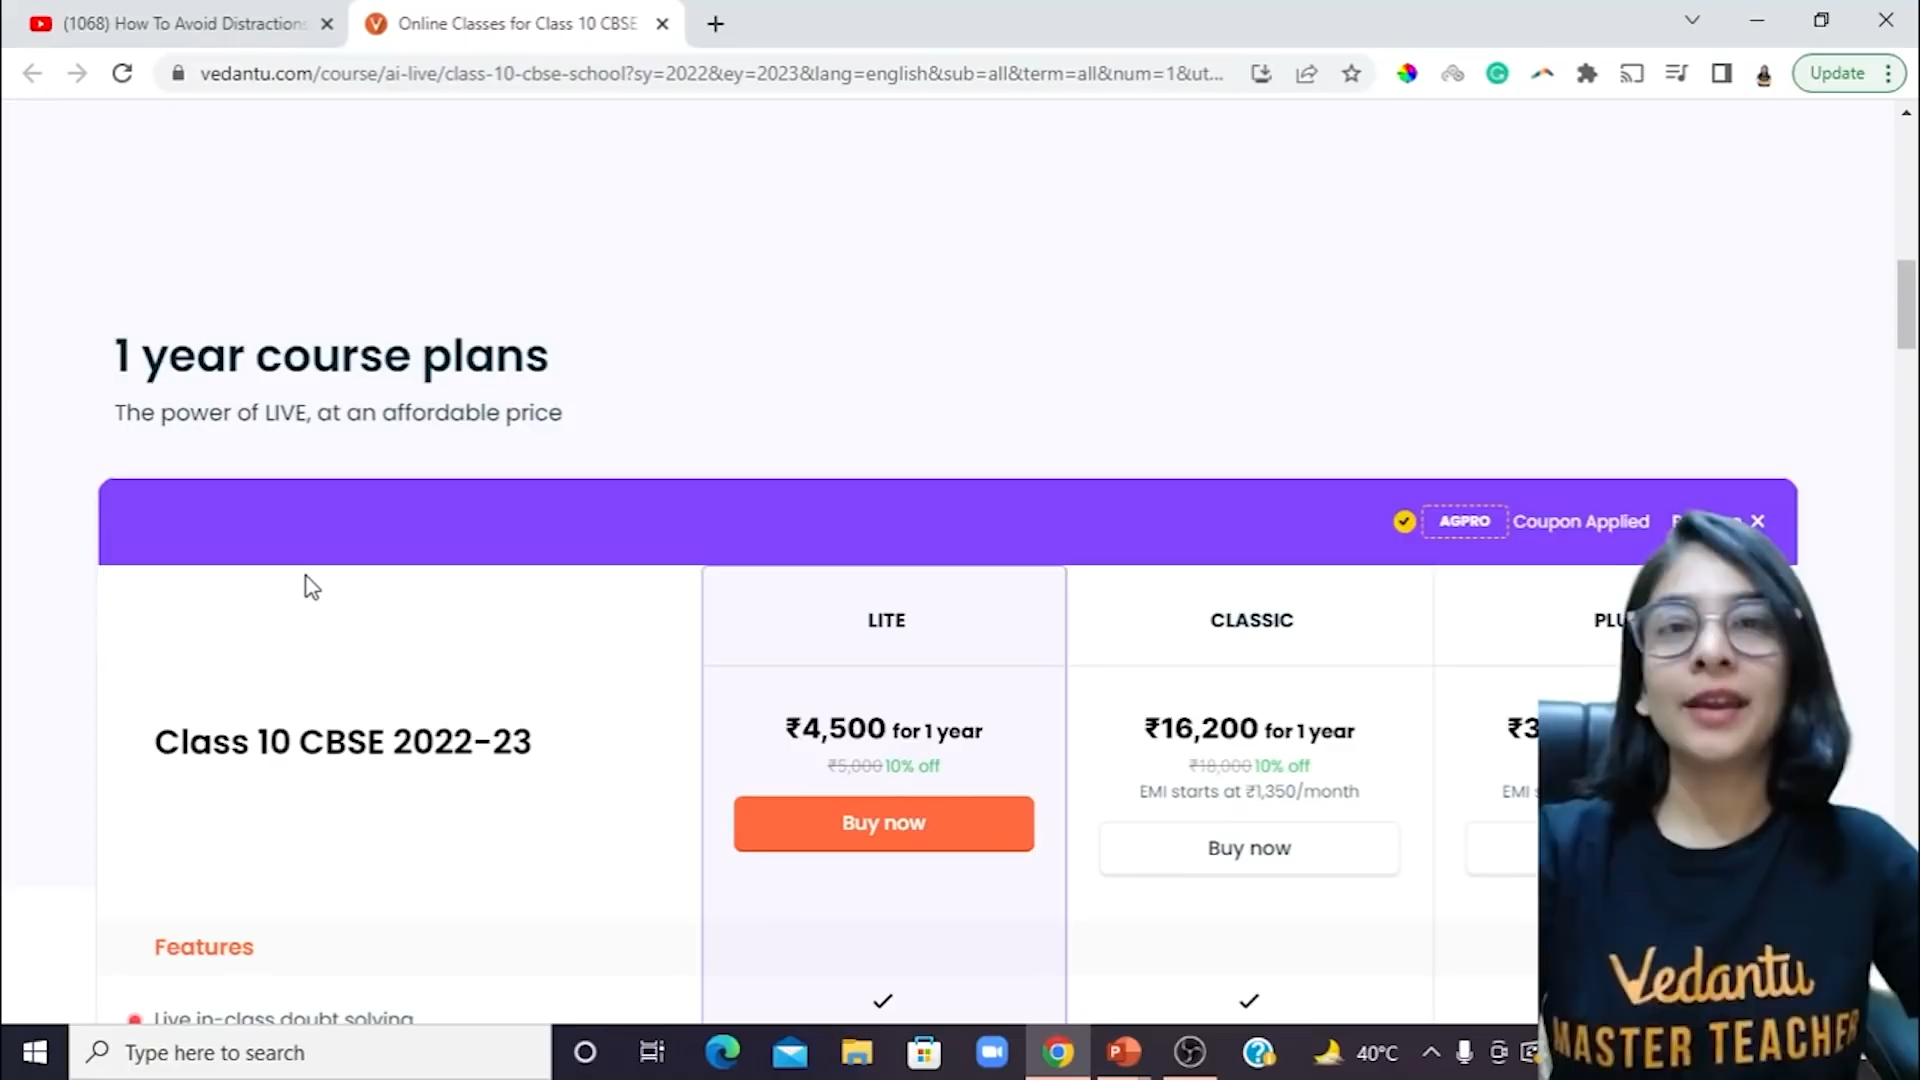 (1068) How To Avoid Distractions
Online Classes for Class 10 CBSE
vedantu.com/course/ai-live/class-10-cbse-school?sy=2022&ey=2023&lang=english&sub=all&term=all&num=1&ut...
Update
1 year course plans
The power of LIVE, at an affordable price
AGPRO Coupon Applied
LITE
CLASSIC
PLU
Class 10 CBSE 2022-23
₹4,500 for 1 year
₹5,000 10% off
Buy now
₹16,200 for 1 year
₹18,000 10% off
EMI starts at ₹1,350/month
Buy now
₹3
EMI
Features
Live in-class doubt solving
Type here to search
40°C
Vedantu
MASTER TEACHER